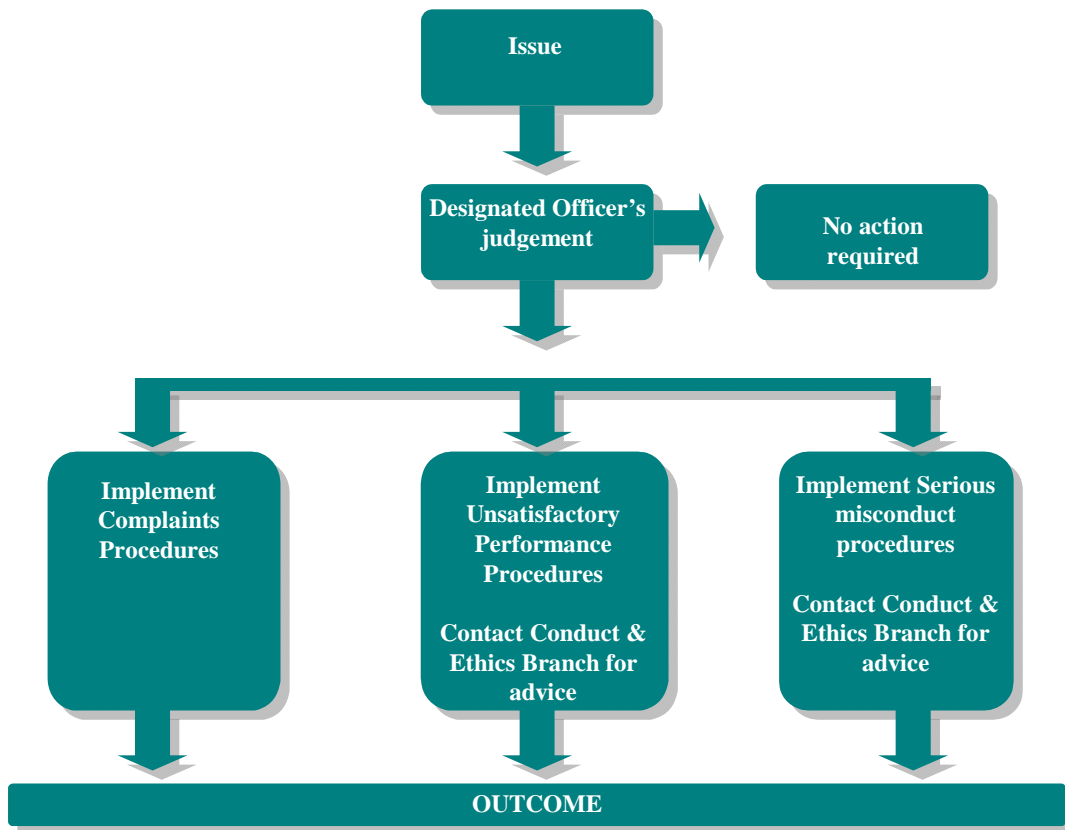 Issue
Designated Officer’s
judgement
No action
required
Implement
Complaints
Procedures
Implement
Unsatisfactory
Performance
Procedures
Contact Conduct &
Ethics Branch for
advice
Implement Serious
misconduct
procedures
Contact Conduct &
Ethics Branch for
advice
OUTCOME